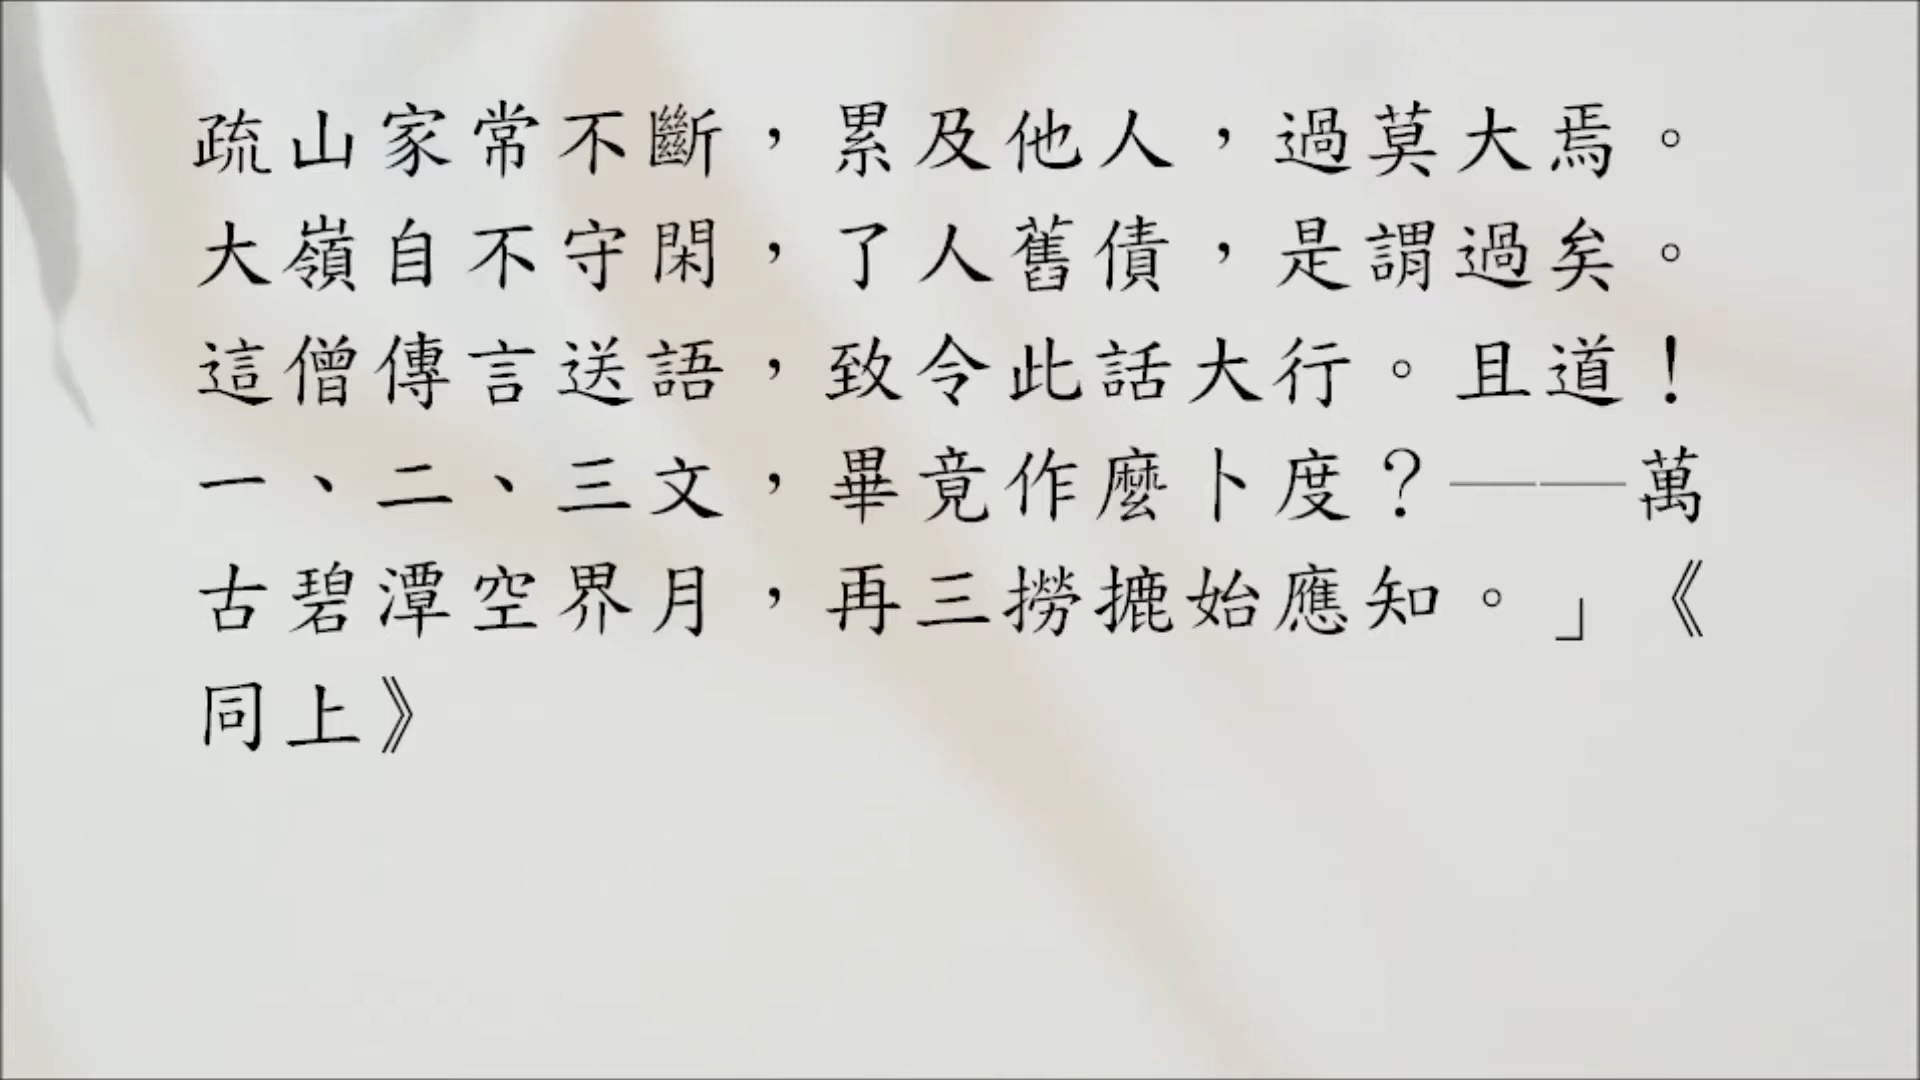 疏山家常不斷，累及他人，過莫大焉。
大嶺自不守閑，了人舊債，是謂過矣。
這僧傳言送語，致令此話大行。且道！
一、二、三文，畢竟作麼卜度？——萬
古碧潭空界月，再三撈摝始應知。」《
同上》